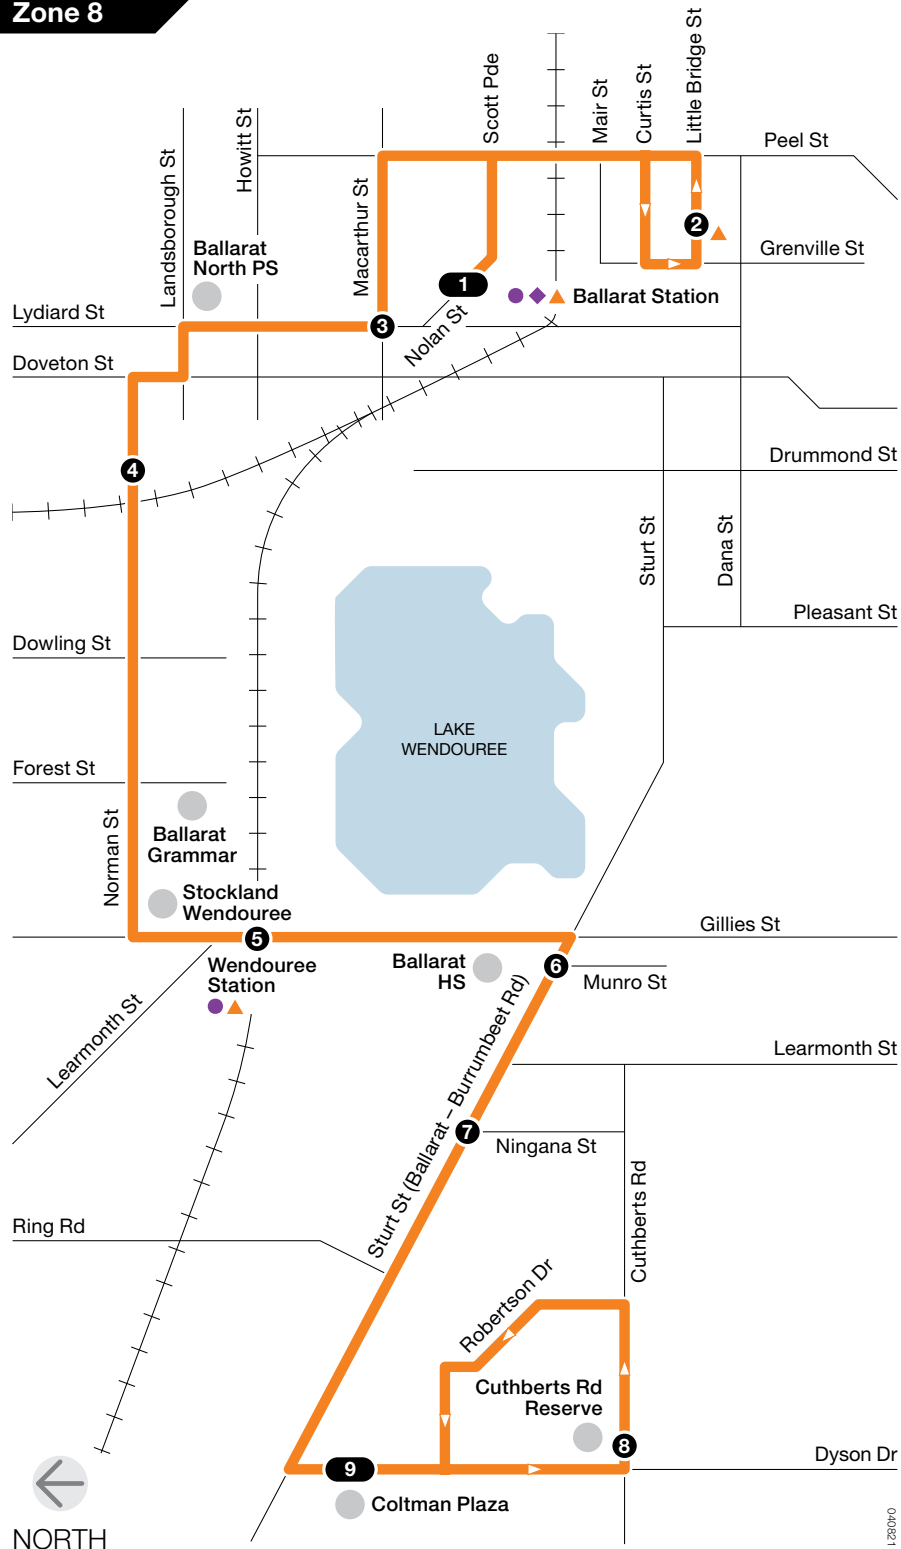 Zone 8
Little Bridge St
Scott Pde
Curtis St
Mair St
Howitt St
Landsborough St
Macarthur St
Peel St
2
Grenville St
Ballarat
North PS
1
Ballarat Station
Lydiard St
3
Nolan St
Doveton St
4
Drummond St
Sturt St
Dana St
Pleasant St
Dowling St
LAKE
WENDOUREE
Forest St
Norman St
Ballarat
Grammar
Stockland
Wendouree
5
Gillies St
Wendouree
Station
Ballarat
HS
6
Munro St
Learmonth St
Learmonth St
Sturt St (Ballarat – Burrumbeet Rd)
7
Ningana St
Cuthberts Rd
Ring Rd
Robertson Dr
Cuthberts Rd
Reserve
8
9
Dyson Dr
Coltman Plaza
NORTH
040821